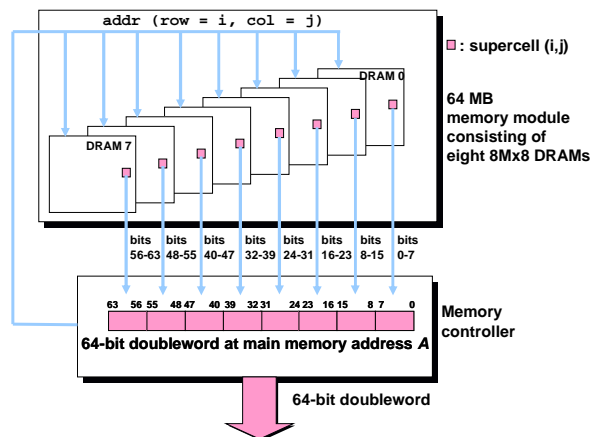 addr (row = i, col = j)
: supercell (i,j)
DRAM 0
64 MB
memory module
consisting of
eight 8Mx8 DRAMs
DRAM 7
bits
56-63
bits
48-55
bits
40-47
bits
32-39
bits
24-31
bits
16-23
bits
8-15
bits
0-7
63 56 55 48 47 40 39 32 31 24 23 16 15 8 7 0
Memory
controller
64-bit doubleword at main memory address A
64-bit doubleword